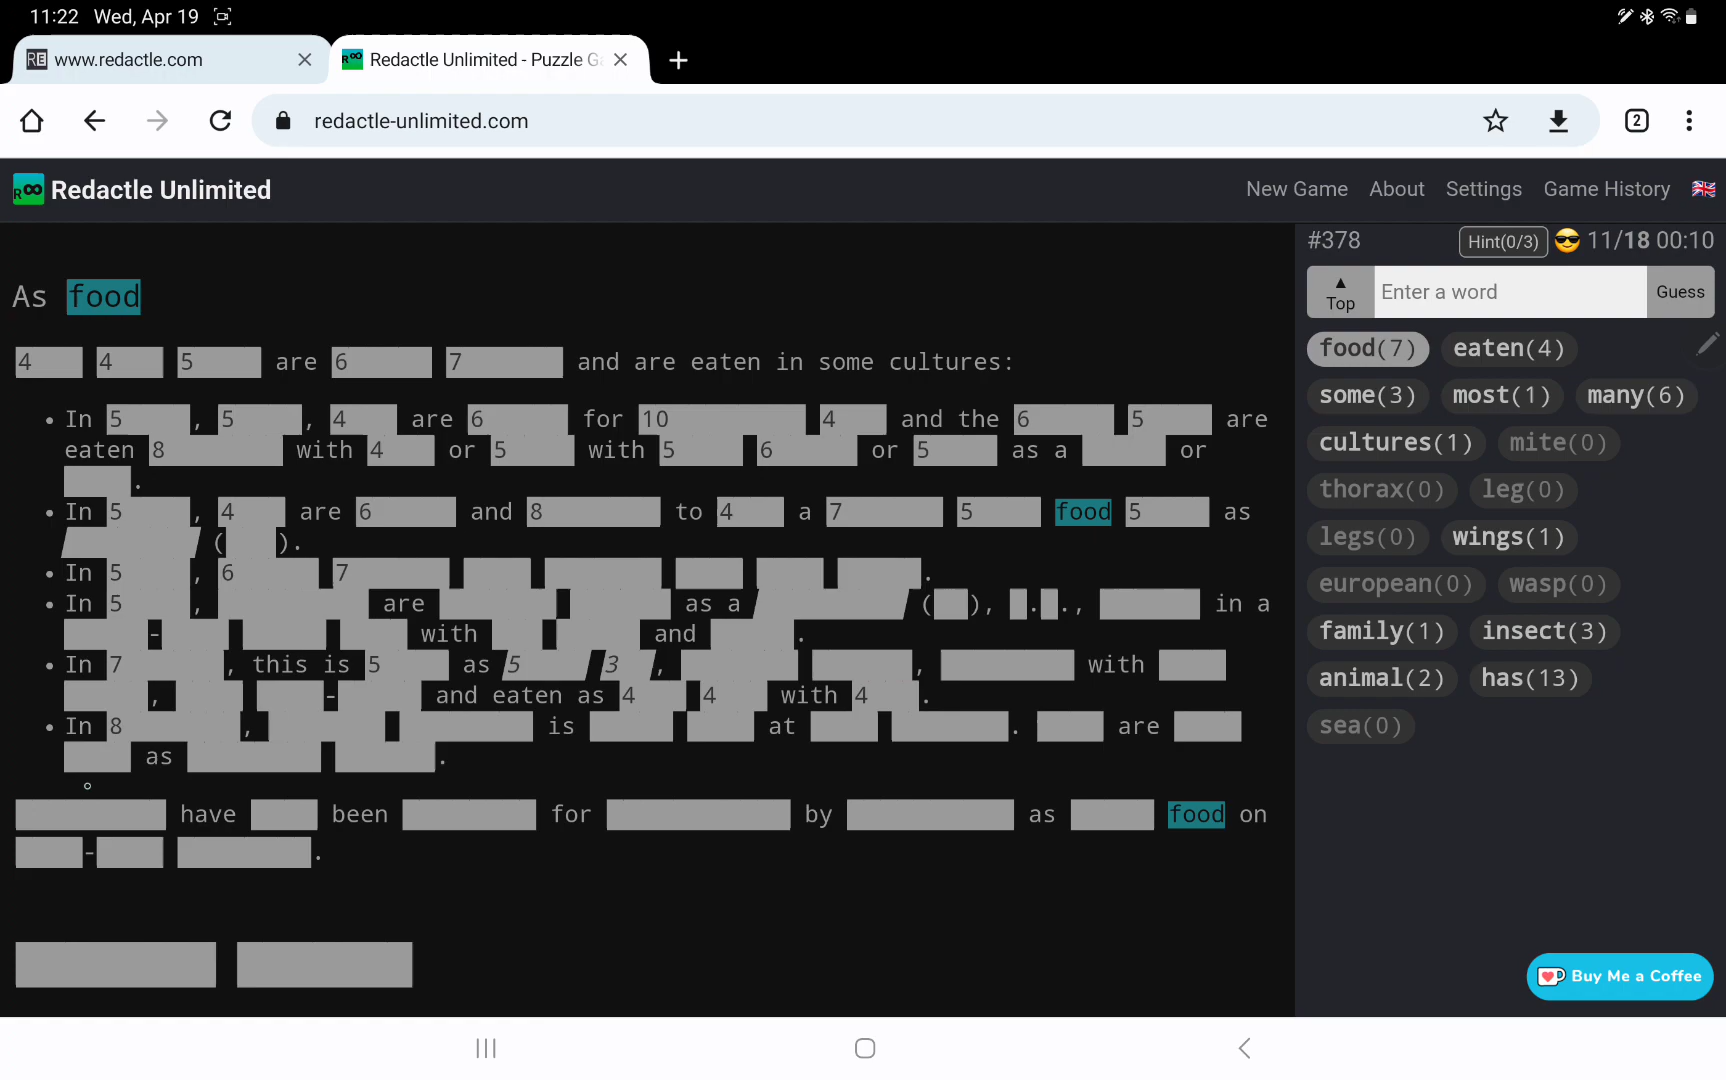 11:22 Wed, Apr 19
www.redactle.com
Redactle Unlimited - Puzzle Ga
redactle-unlimited.com
2
Redactle Unlimited
New Game About Settings Game History
#378 Hint(0/3) 11/18 00:10
▲ Top Enter a word Guess
food(7) eaten(4)
some(3) most(1) many(6)
cultures(1) mite(0)
thorax(0) leg(0)
legs(0) wings(1)
european(0) wasp(0)
family(1) insect(3)
animal(2) has(13)
sea(0)
Buy Me a Coffee
As food
4 4 5 are 6 7 and are eaten in some cultures:
• In 5 , 5 , 4 are 6 for 10 4 and the 6 5 are
eaten 8 with 4 or 5 with 5 6 or 5 as a or
.
• In 5 , 4 are 6 and 8 to 4 a 7 5 food 5 as
( ).
• In 5 , 6 7 .
• In 5 , are as a ( ), . ., in a
- with and .
• In 7 , this is 5 as 5 3 , , with
, - and eaten as 4 4 with 4 .
• In 8 , is at . are
as .
have been for by as food on
- .